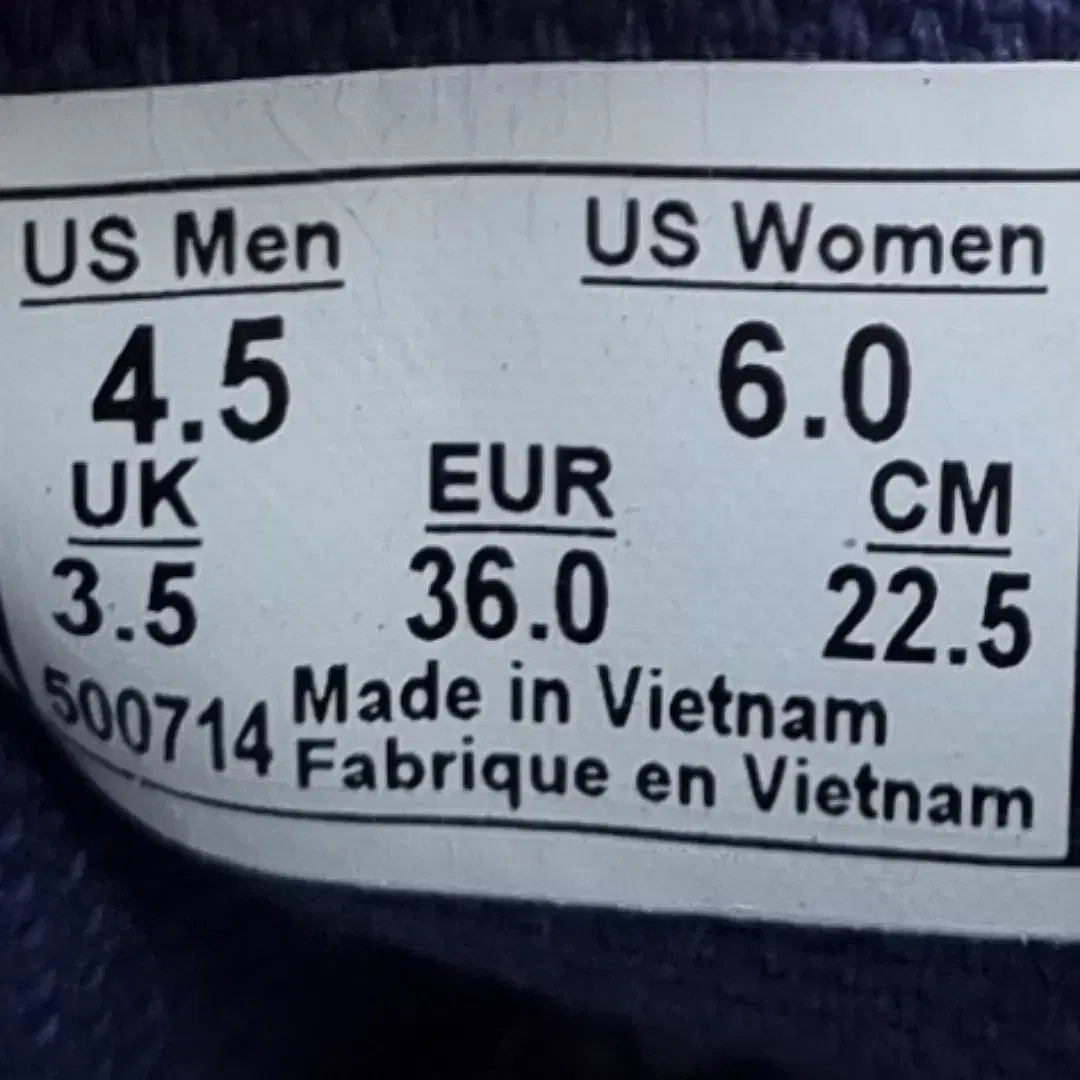 US Men US Women
4.5 6.0
UK EUR CM
3.5 36.0 22.5
500714 Made in Vietnam
Fabrique en Vietnam